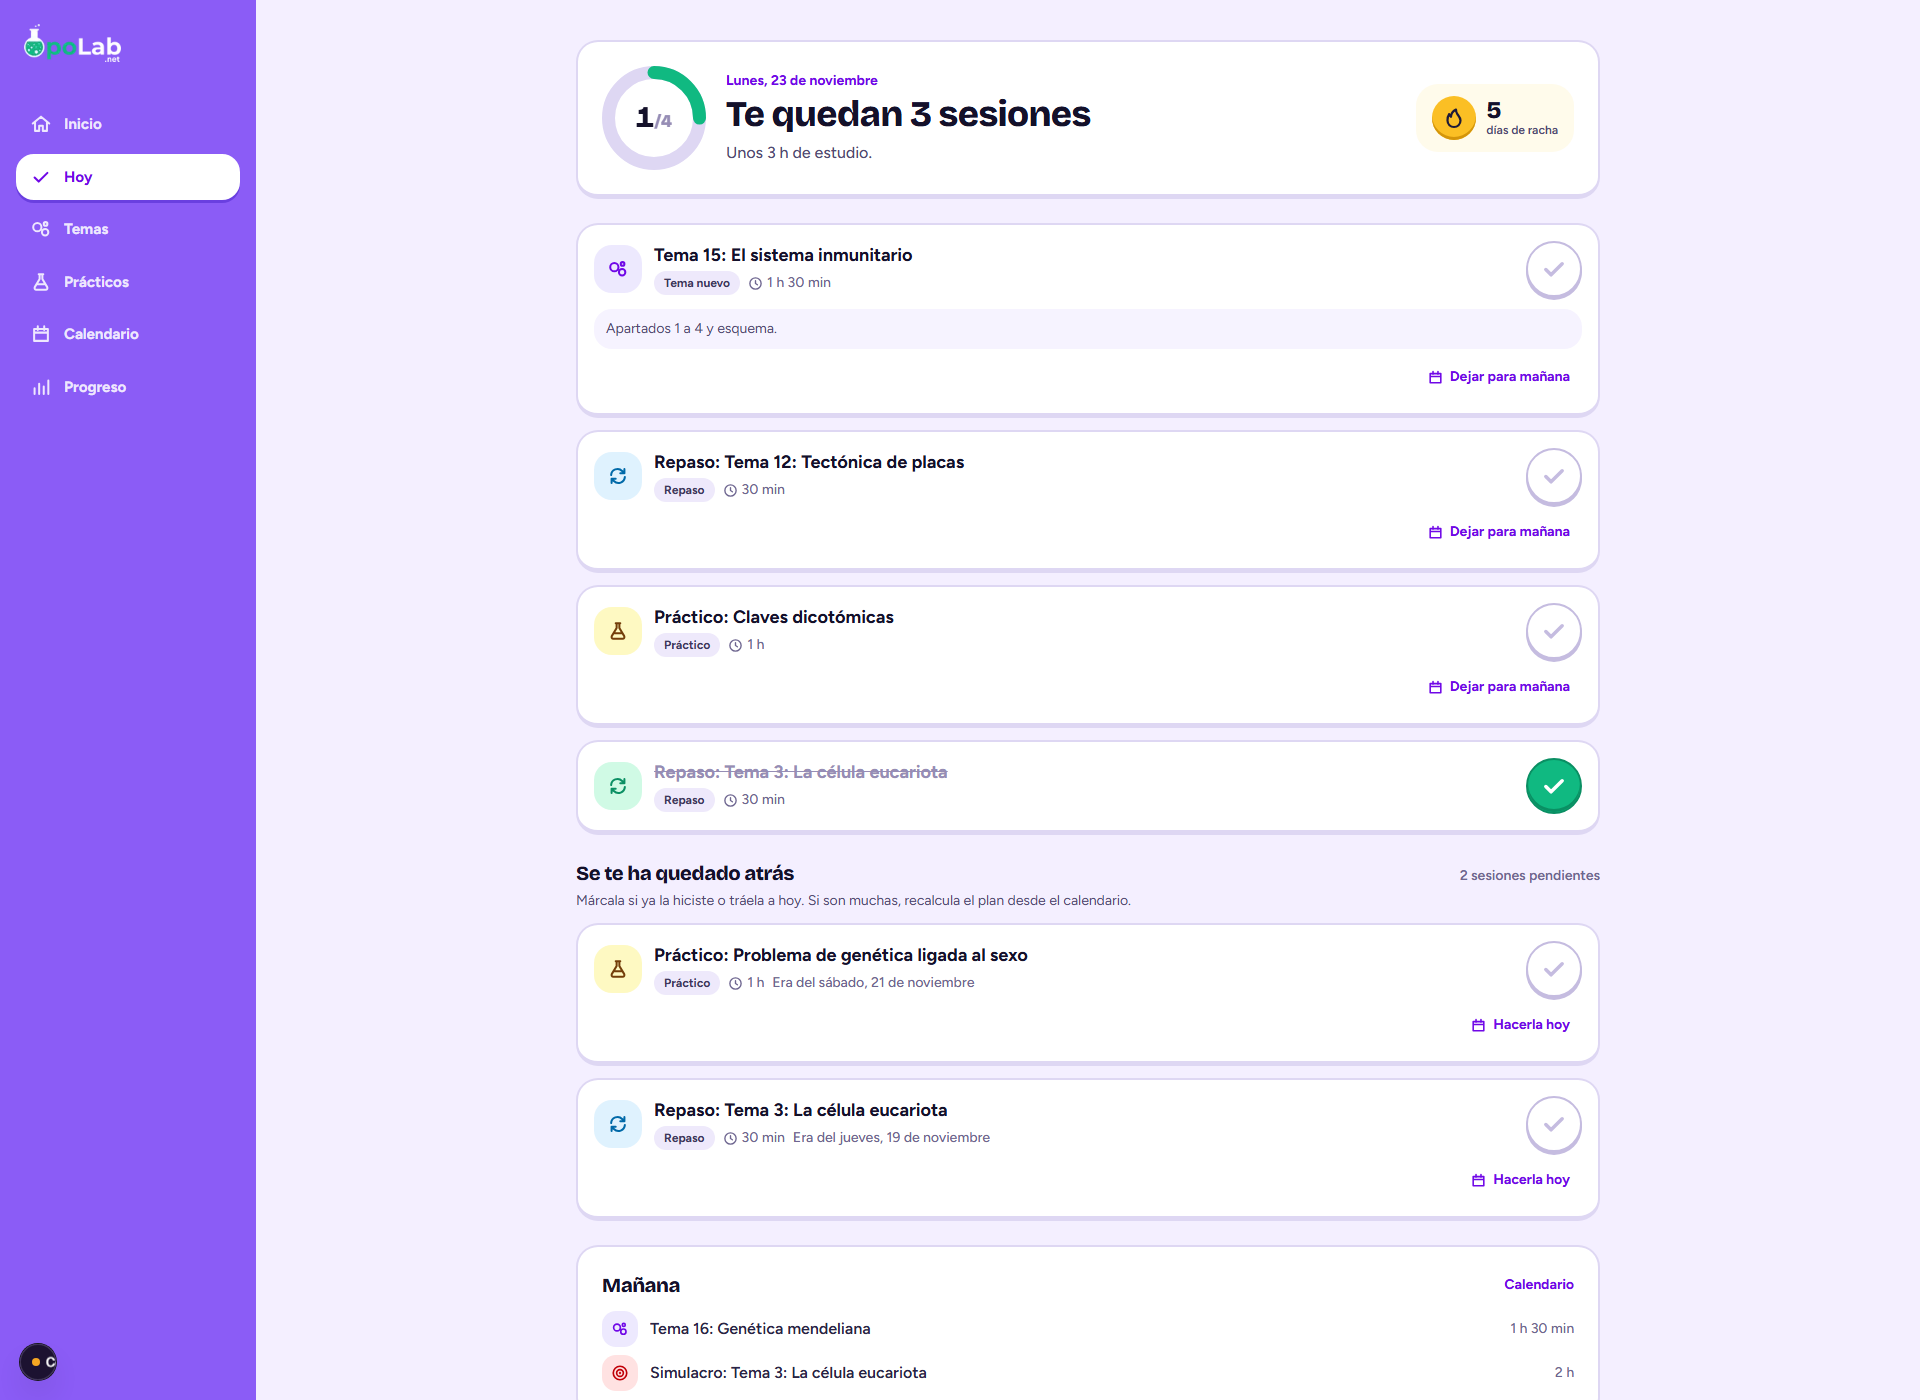 opoLab
.net
Inicio
Hoy
Temas
Prácticos
Calendario
Progreso
1/4
Lunes, 23 de noviembre
Te quedan 3 sesiones
Unos 3 h de estudio.
5
días de racha
Tema 15: El sistema inmunitario
Tema nuevo 1 h 30 min
Apartados 1 a 4 y esquema.
Dejar para mañana
Repaso: Tema 12: Tectónica de placas
Repaso 30 min
Dejar para mañana
Práctico: Claves dicotómicas
Práctico 1 h
Dejar para mañana
Repaso: Tema 3: La célula eucariota
Repaso 30 min
Se te ha quedado atrás
2 sesiones pendientes
Márcala si ya la hiciste o tráela a hoy. Si son muchas, recalcula el plan desde el calendario.
Práctico: Problema de genética ligada al sexo
Práctico 1 h Era del sábado, 21 de noviembre
Hacerla hoy
Repaso: Tema 3: La célula eucariota
Repaso 30 min Era del jueves, 19 de noviembre
Hacerla hoy
Mañana
Calendario
Tema 16: Genética mendeliana
1 h 30 min
Simulacro: Tema 3: La célula eucariota
2 h